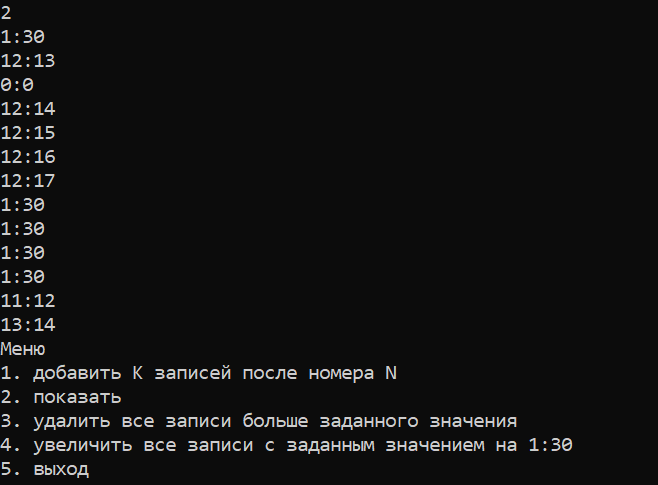 2
1:30
12:13
0:0
12:14
12:15
12:16
12:17
1:30
1:30
1:30
1:30
11:12
13:14
Меню
1. добавить K записей после номера N
2. показать
3. удалить все записи больше заданного значения
4. увеличить все записи с заданным значением на 1:30
5. выход